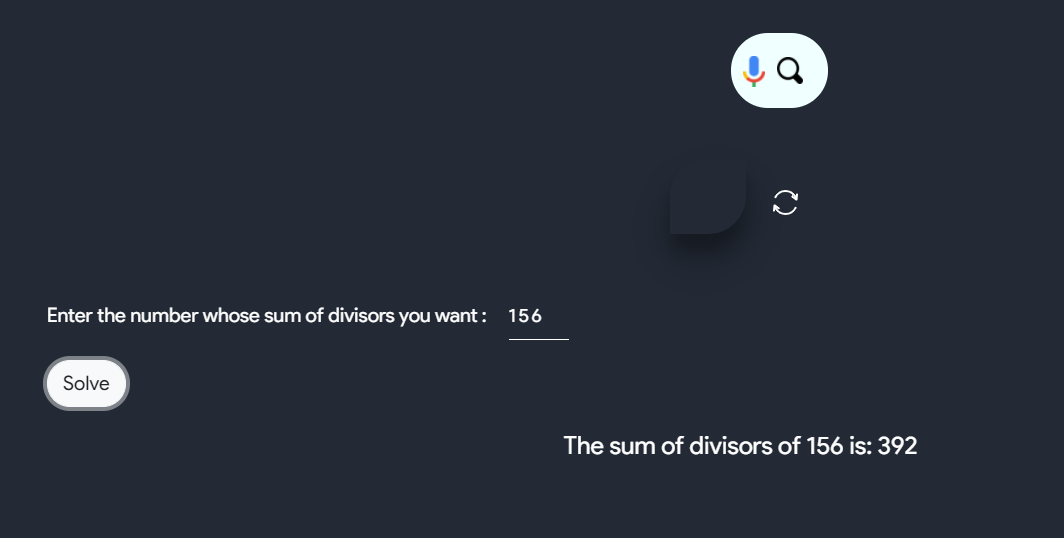 Enter the number whose sum of divisors you want : 156
Solve
The sum of divisors of 156 is: 392